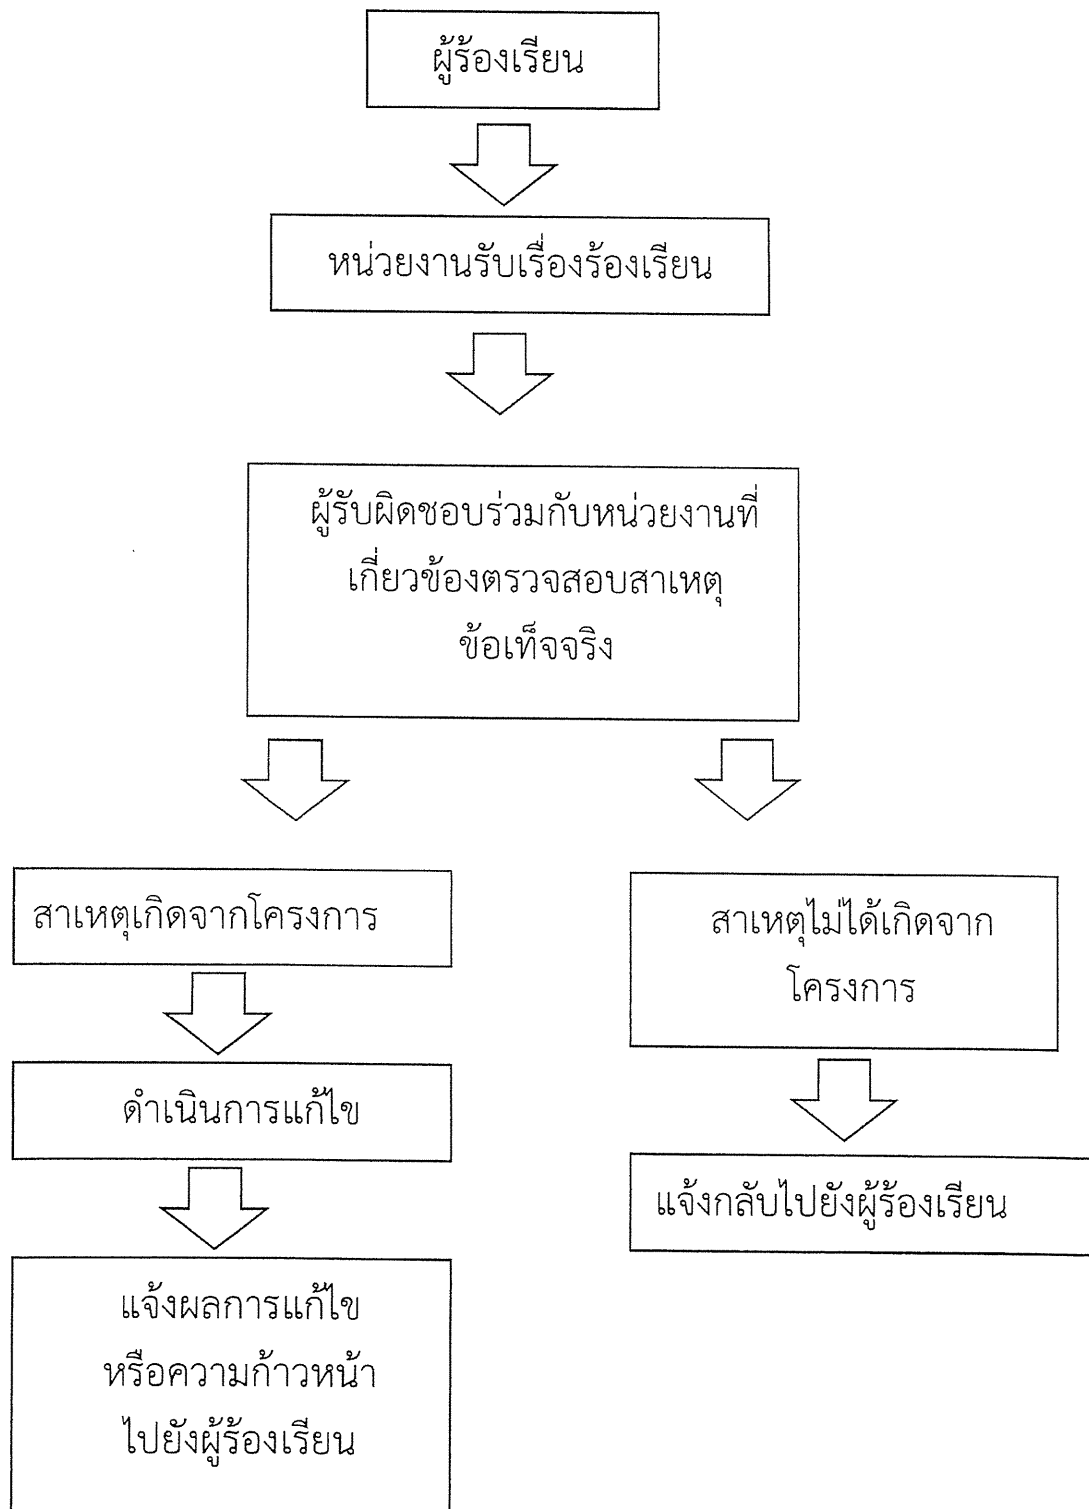 ผู้ร้องเรียน
หน่วยงานรับเรื่องร้องเรียน
ผู้รับผิดชอบร่วมกับหน่วยงานที่
เกี่ยวข้องตรวจสอบสาเหตุ
ข้อเท็จจริง
สาเหตุเกิดจากโครงการ
ดำเนินการแก้ไข
แจ้งผลการแก้ไข
หรือความก้าวหน้า
ไปยังผู้ร้องเรียน
สาเหตุไม่ได้เกิดจาก
โครงการ
แจ้งกลับไปยังผู้ร้องเรียน